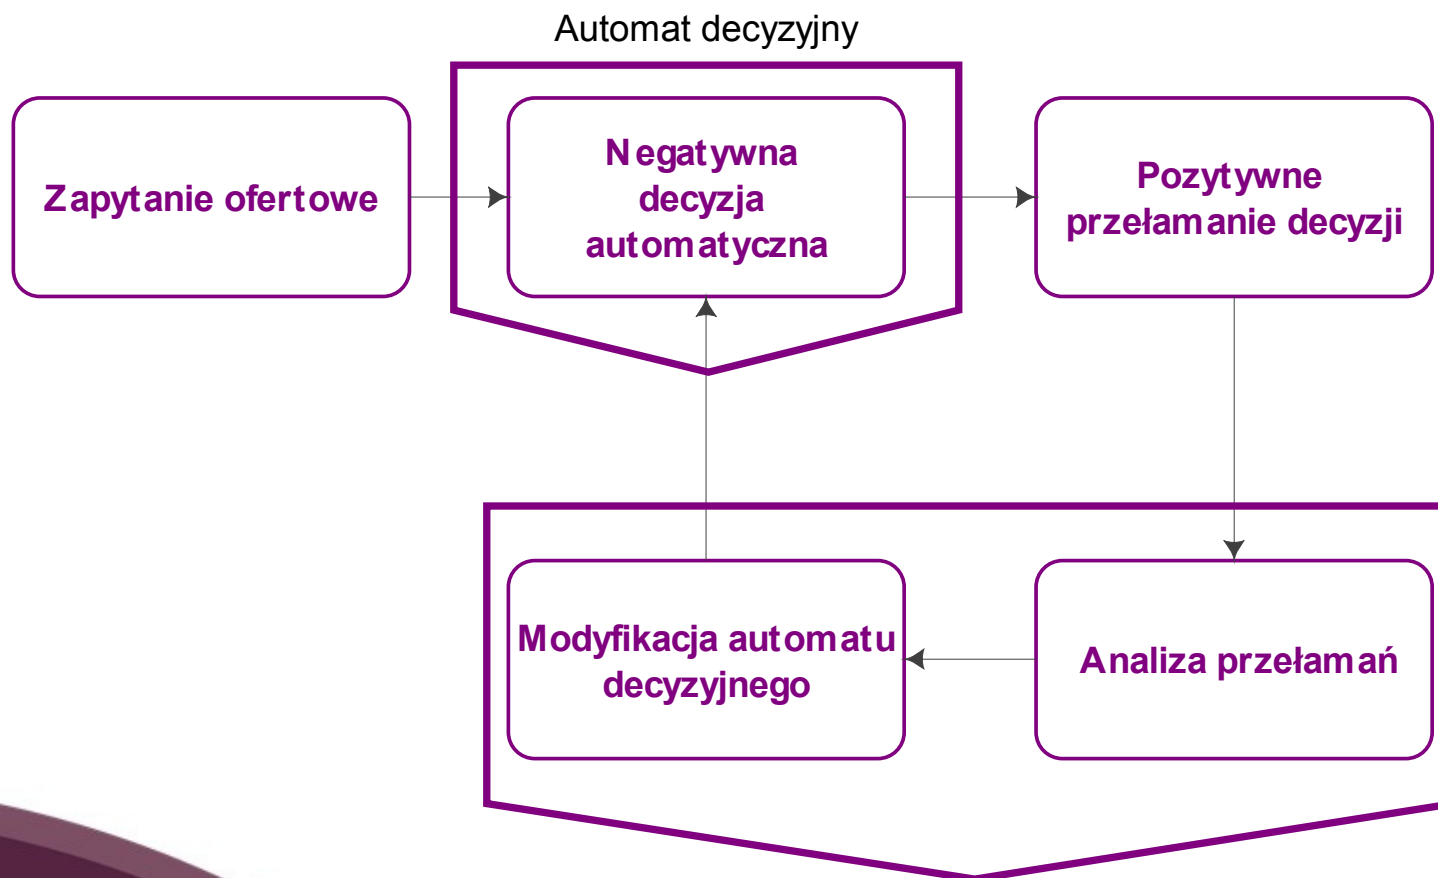 Automat decyzyjny
Zapytanie ofertowe
Negatywna
decyzja
automatyczna
Pozytywne
przełamanie decyzji
Modyfikacja automatu
decyzyjnego
Analiza przełamań